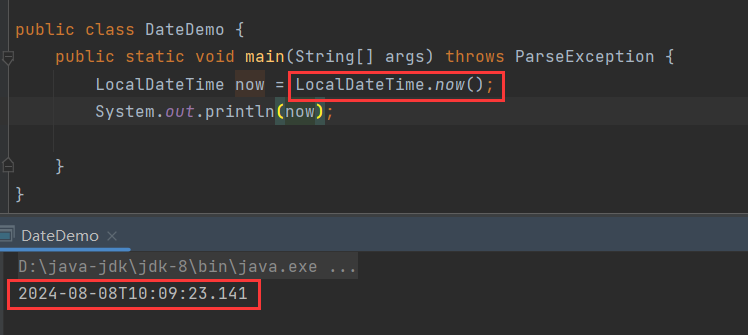 public class DateDemo {
public static void main(String[] args) throws ParseException {
LocalDateTime now = LocalDateTime.now();
System.out.println(now);
}
}
DateDemo ×
D:\java-jdk\jdk-8\bin\java.exe ...
2024-08-08T10:09:23.141